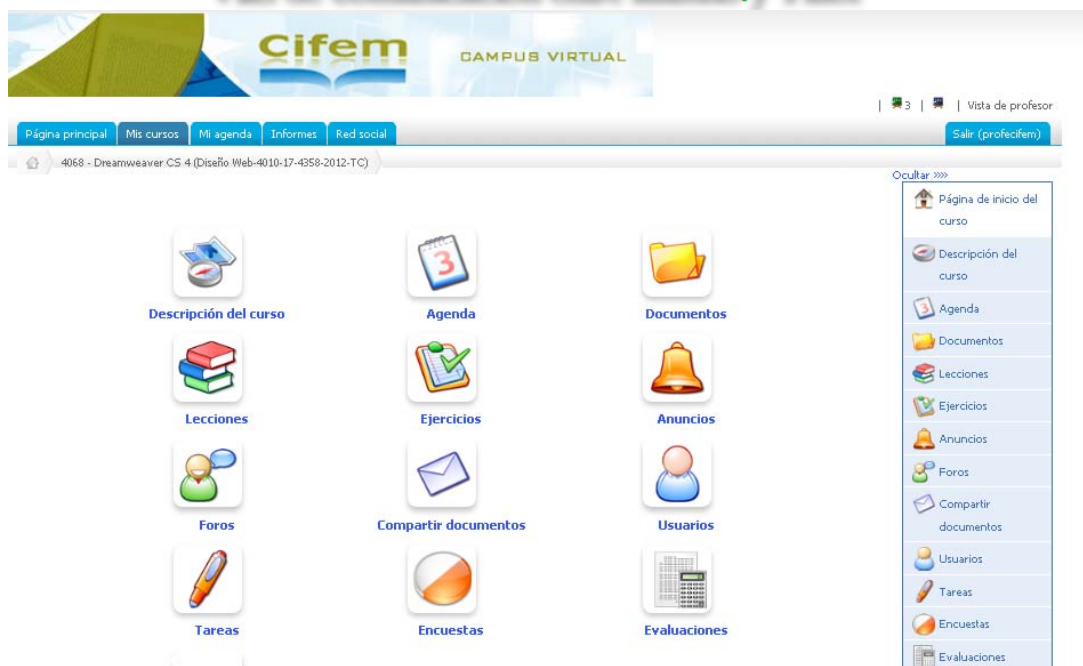 Cifem
CAMPUS VIRTUAL
| 3 | | Vista de profesor
Página principal Mis cursos Mi agenda Informes Red social Salir (profecifem)
4068 - Dreamweaver CS 4 (Diseño Web-4010-17-4358-2012-TC)
Ocultar »»
Descripción del curso Agenda Documentos
Lecciones Ejercicios Anuncios
Foros Compartir documentos Usuarios
Tareas Encuestas Evaluaciones
Página de inicio del
curso
Descripción del
curso
Agenda
Documentos
Lecciones
Ejercicios
Anuncios
Foros
Compartir
documentos
Usuarios
Tareas
Encuestas
Evaluaciones